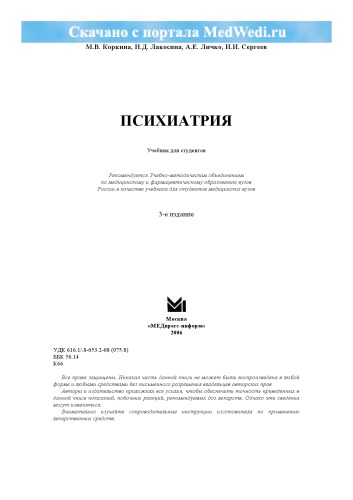 Скачано с портала MedWedi.ru
М.В. Коркина, Н.Д. Лакосина, А.Е. Личко, И.И. Сергеев
ПСИХИАТРИЯ
Учебник для студентов
Рекомендуется Учебно-методическим объединением
по медицинскому и фармацевтическому образованию вузов
России в качестве учебника для студентов медицинских вузов
3-е издание
Москва
«МЕДпресс-информ»
2006
УДК 616.1/.8-053.2-08 (075.8)
ББК 56.14
К66
Все права защищены. Никакая часть данной книги не может быть воспроизведена в любой
форме и любыми средствами без письменного разрешения владельцев авторских прав.
Авторы и издательство приложили все усилия, чтобы обеспечить точность приведенных в
данной книге показаний, побочных реакций, рекомендуемых доз лекарств. Однако эти сведения
могут изменяться.
Внимательно изучайте сопроводительные инструкции изготовителя по применению
лекарственных средств.